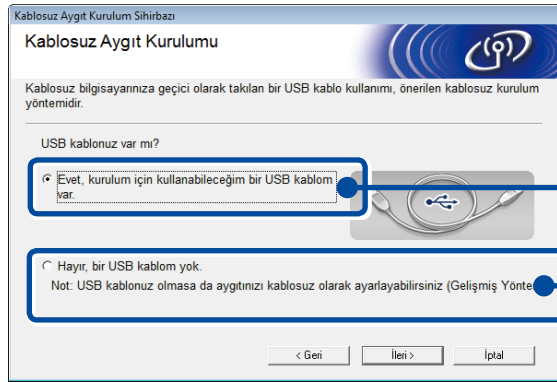 Kablosuz Aygıt Kurulum Sihirbazı
Kablosuz Aygıt Kurulumu
Kablosuz bilgisayarınıza geçici olarak takılan bir USB kablo kullanımı, önerilen kablosuz kurulum
yöntemidir.
USB kablonuz var mı?
Evet, kurulum için kullanabileceğim bir USB kablom
var.
Hayır, bir USB kablom yok.
Not: USB kablonuz olmasa da aygıtınızı kablosuz olarak ayarlayabilirsiniz (Gelişmiş Yönte
< Geri
İleri >
İptal